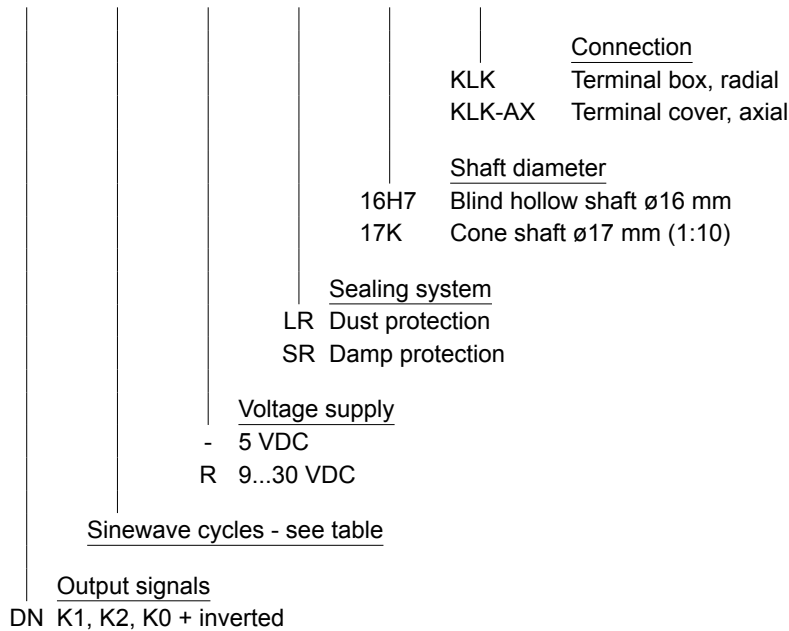 Connection
KLK Terminal box, radial
KLK-AX Terminal cover, axial
Shaft diameter
16H7 Blind hollow shaft ø16 mm
17K Cone shaft ø17 mm (1:10)
Sealing system
LR Dust protection
SR Damp protection
Voltage supply
- 5 VDC
R 9...30 VDC
Sinewave cycles - see table
Output signals
DN K1, K2, K0 + inverted